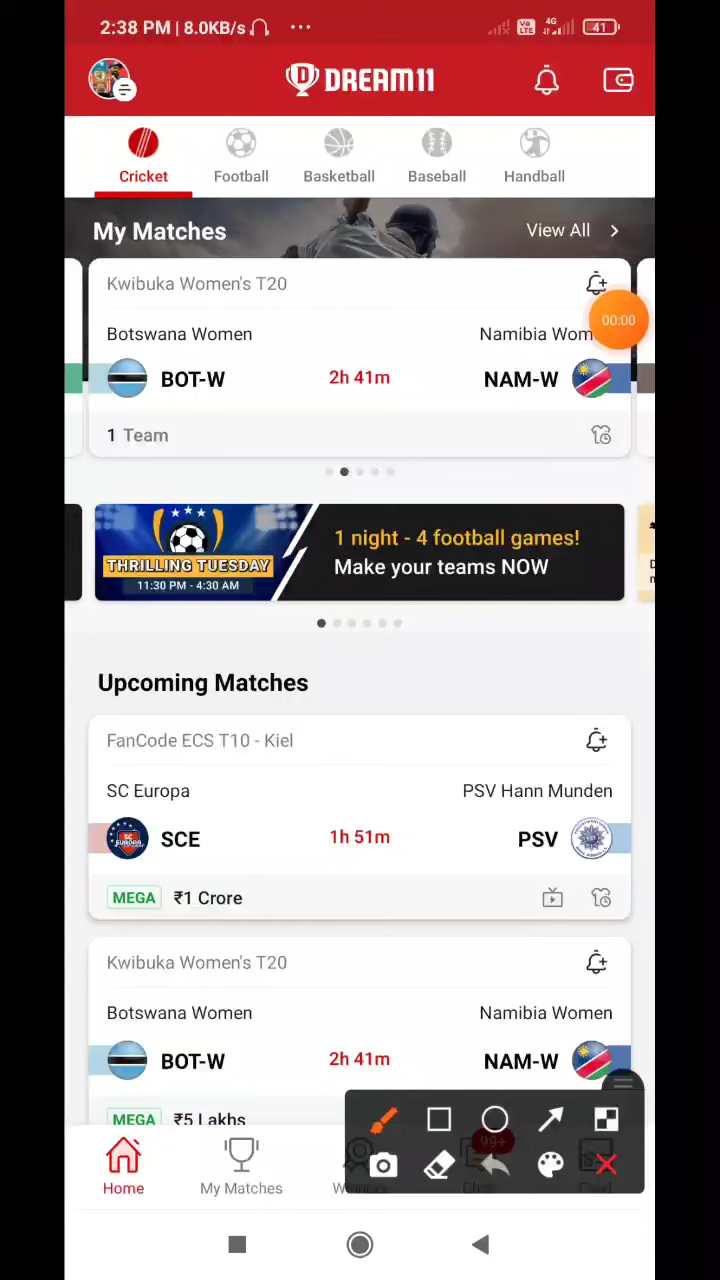 2:38 PM | 8.0KB/s
Vo LTE 4G 41
DREAM11
Cricket Football Basketball Baseball Handball
My Matches View All
Kwibuka Women's T20
00:00
Botswana Women Namibia Wom
BOT-W 2h 41m NAM-W
1 Team
THRILLING TUESDAY
11:30 PM - 4:30 AM
1 night - 4 football games!
Make your teams NOW
Upcoming Matches
FanCode ECS T10 - Kiel
SC Europa PSV Hann Munden
SCE 1h 51m PSV
MEGA ₹1 Crore
Kwibuka Women's T20
Botswana Women Namibia Women
BOT-W 2h 41m NAM-W
MEGA ₹5 Lakhs
99+
Home My Matches